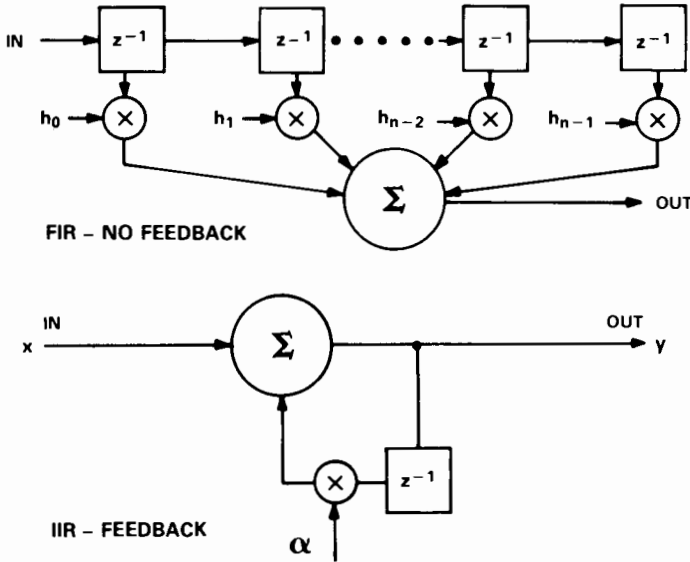 IN z⁻¹ z⁻¹ z⁻¹ z⁻¹
h₀ × h₁ × hₙ₋₂ × hₙ₋₁ ×
Σ
OUT
FIR – NO FEEDBACK
IN OUT
x Σ y
× z⁻¹
IIR – FEEDBACK
α